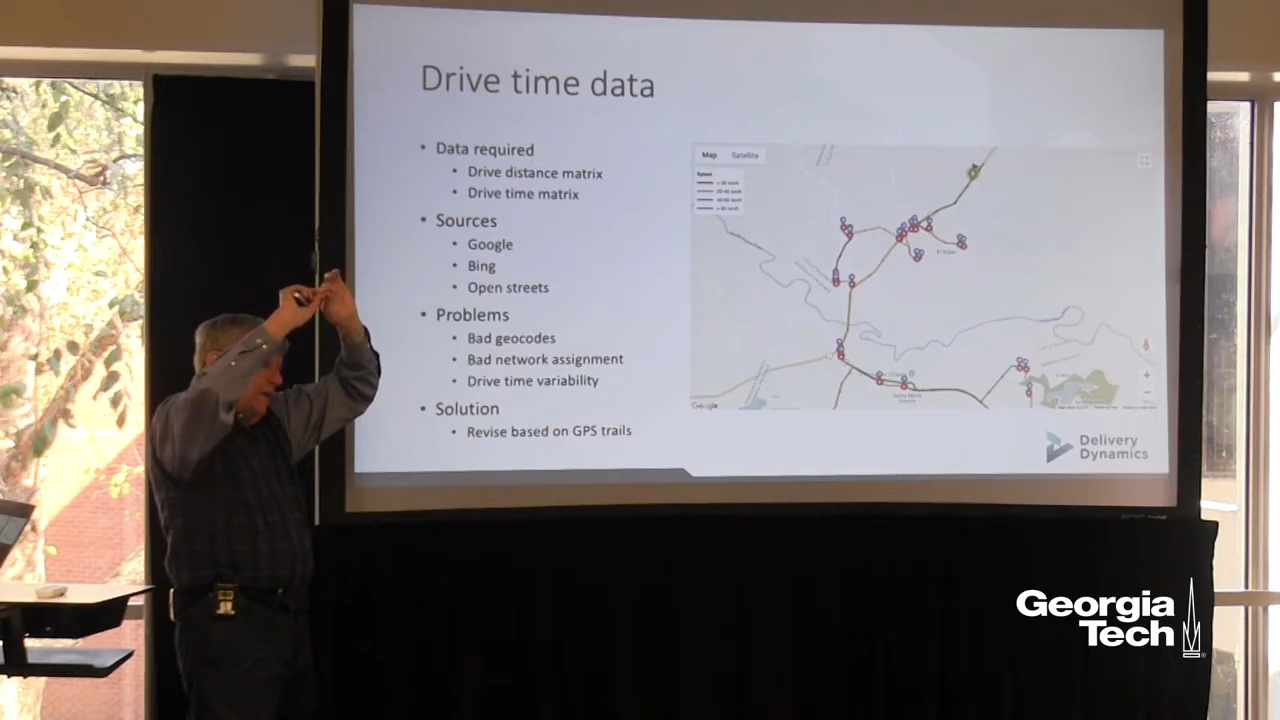 Drive time data
• Data required
• Drive distance matrix
• Drive time matrix
• Sources
• Google
• Bing
• Open streets
• Problems
• Bad geocodes
• Bad network assignment
• Drive time variability
• Solution
• Revise based on GPS trails
Map Satellite
Google
Delivery
Dynamics
Georgia
Tech